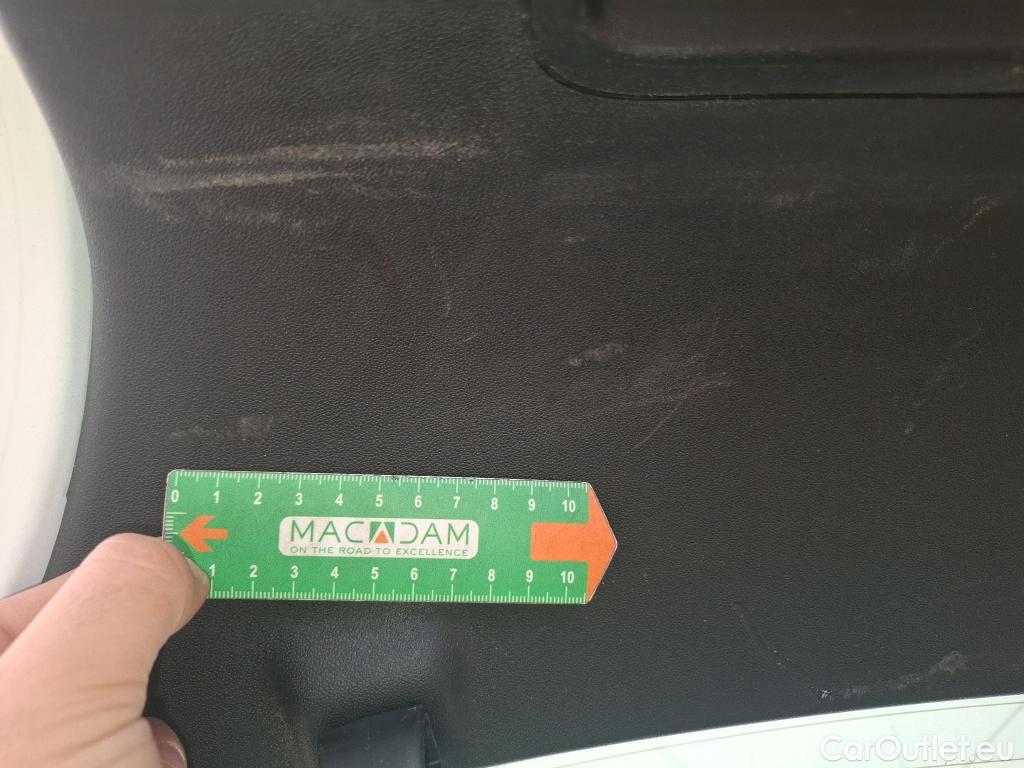 0 1 2 3 4 5 6 7 8 9 10
MACADAM
ON THE ROAD TO EXCELLENCE
1 2 3 4 5 6 7 8 9 10
CarOutlet.eu